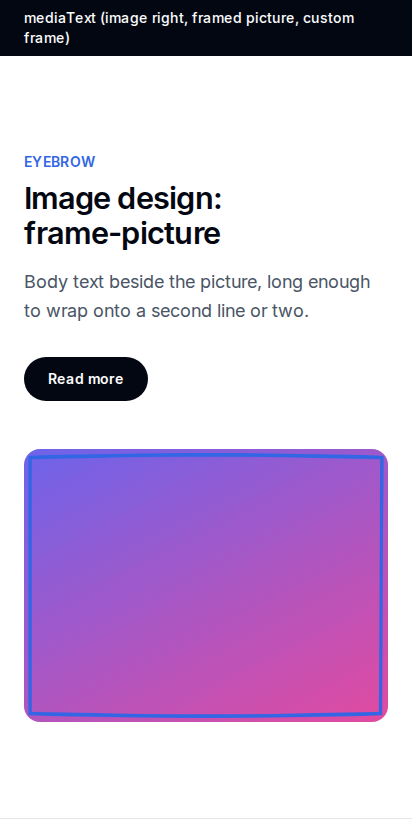 mediaText (image right, framed picture, custom
frame)
EYEBROW
Image design:
frame-picture
Body text beside the picture, long enough
to wrap onto a second line or two.
Read more